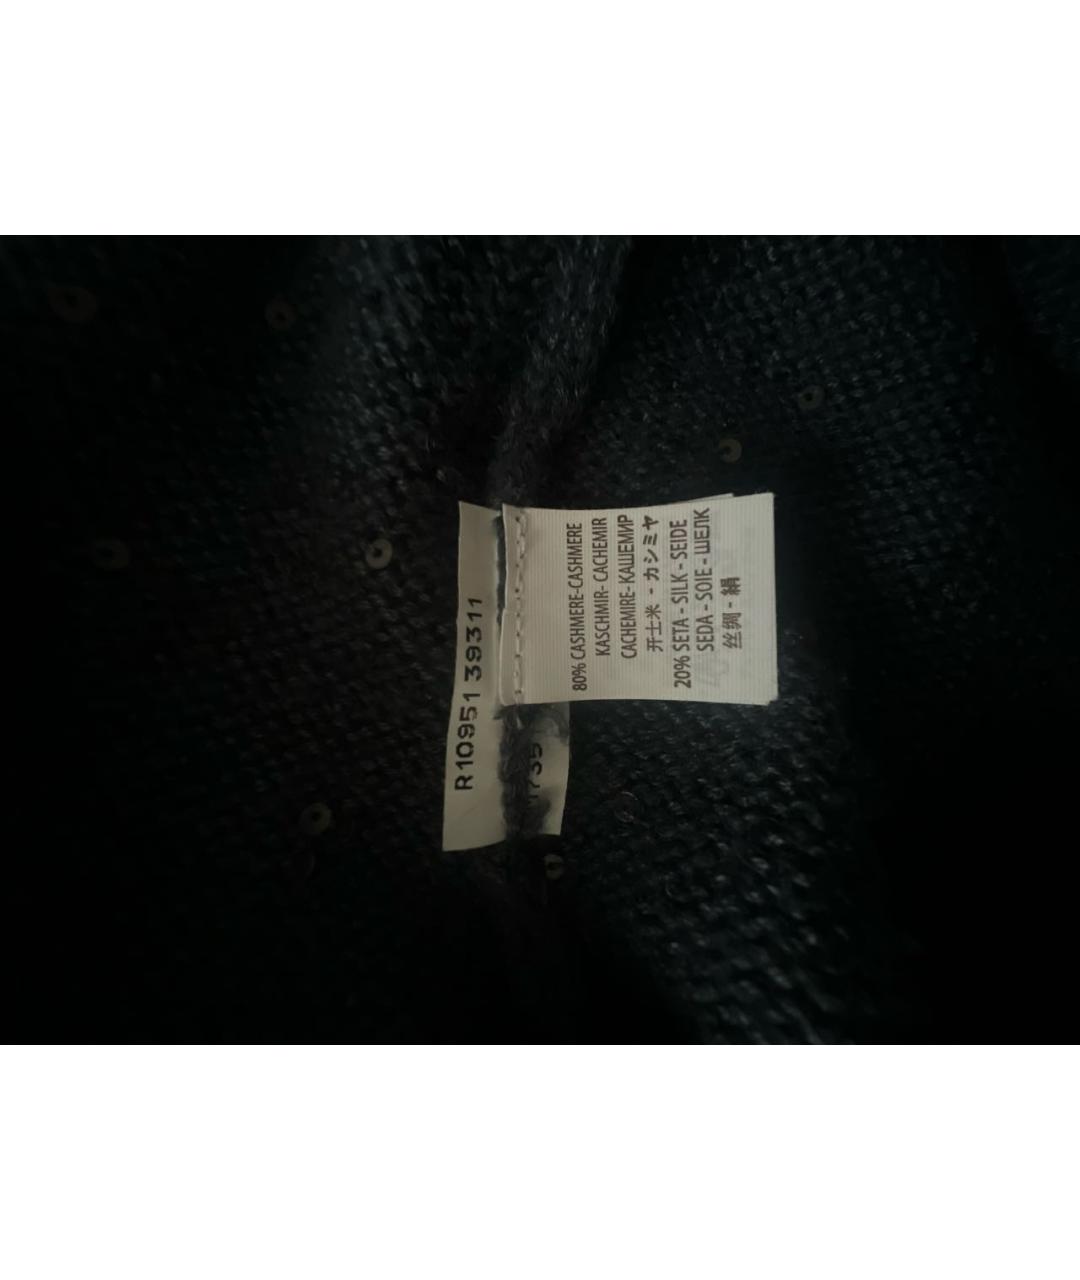 R10951 39311
80% CASHMERE-CASHMERE
KASCHMIR- CACHEMIR
CACHEMIRE- КАШЕМИР
开士米 - カシミヤ
20% SETA - SILK - SEIDE
SEDA - SOIE - ШЕЛК
丝绸 - 絹